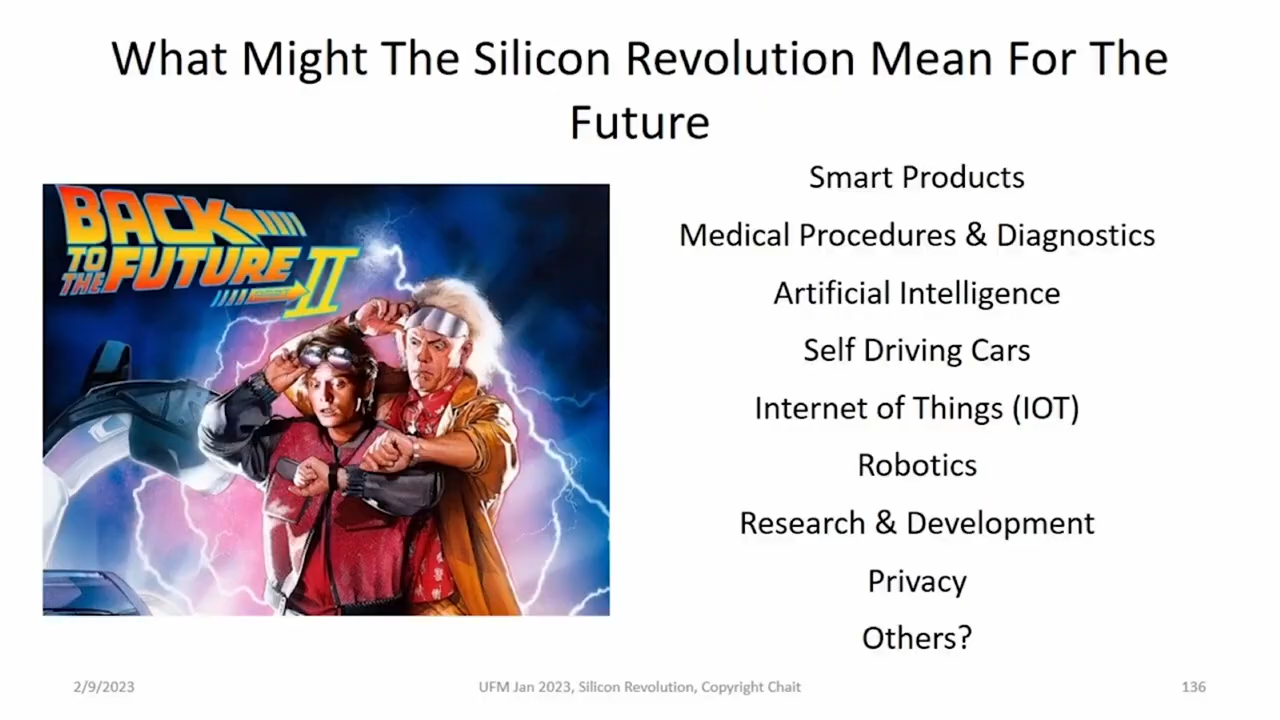 What Might The Silicon Revolution Mean For The
Future
BACK
TO THE FUTURE
PART II
Smart Products
Medical Procedures & Diagnostics
Artificial Intelligence
Self Driving Cars
Internet of Things (IOT)
Robotics
Research & Development
Privacy
Others?
2/9/2023
UFM Jan 2023, Silicon Revolution, Copyright Chait
136